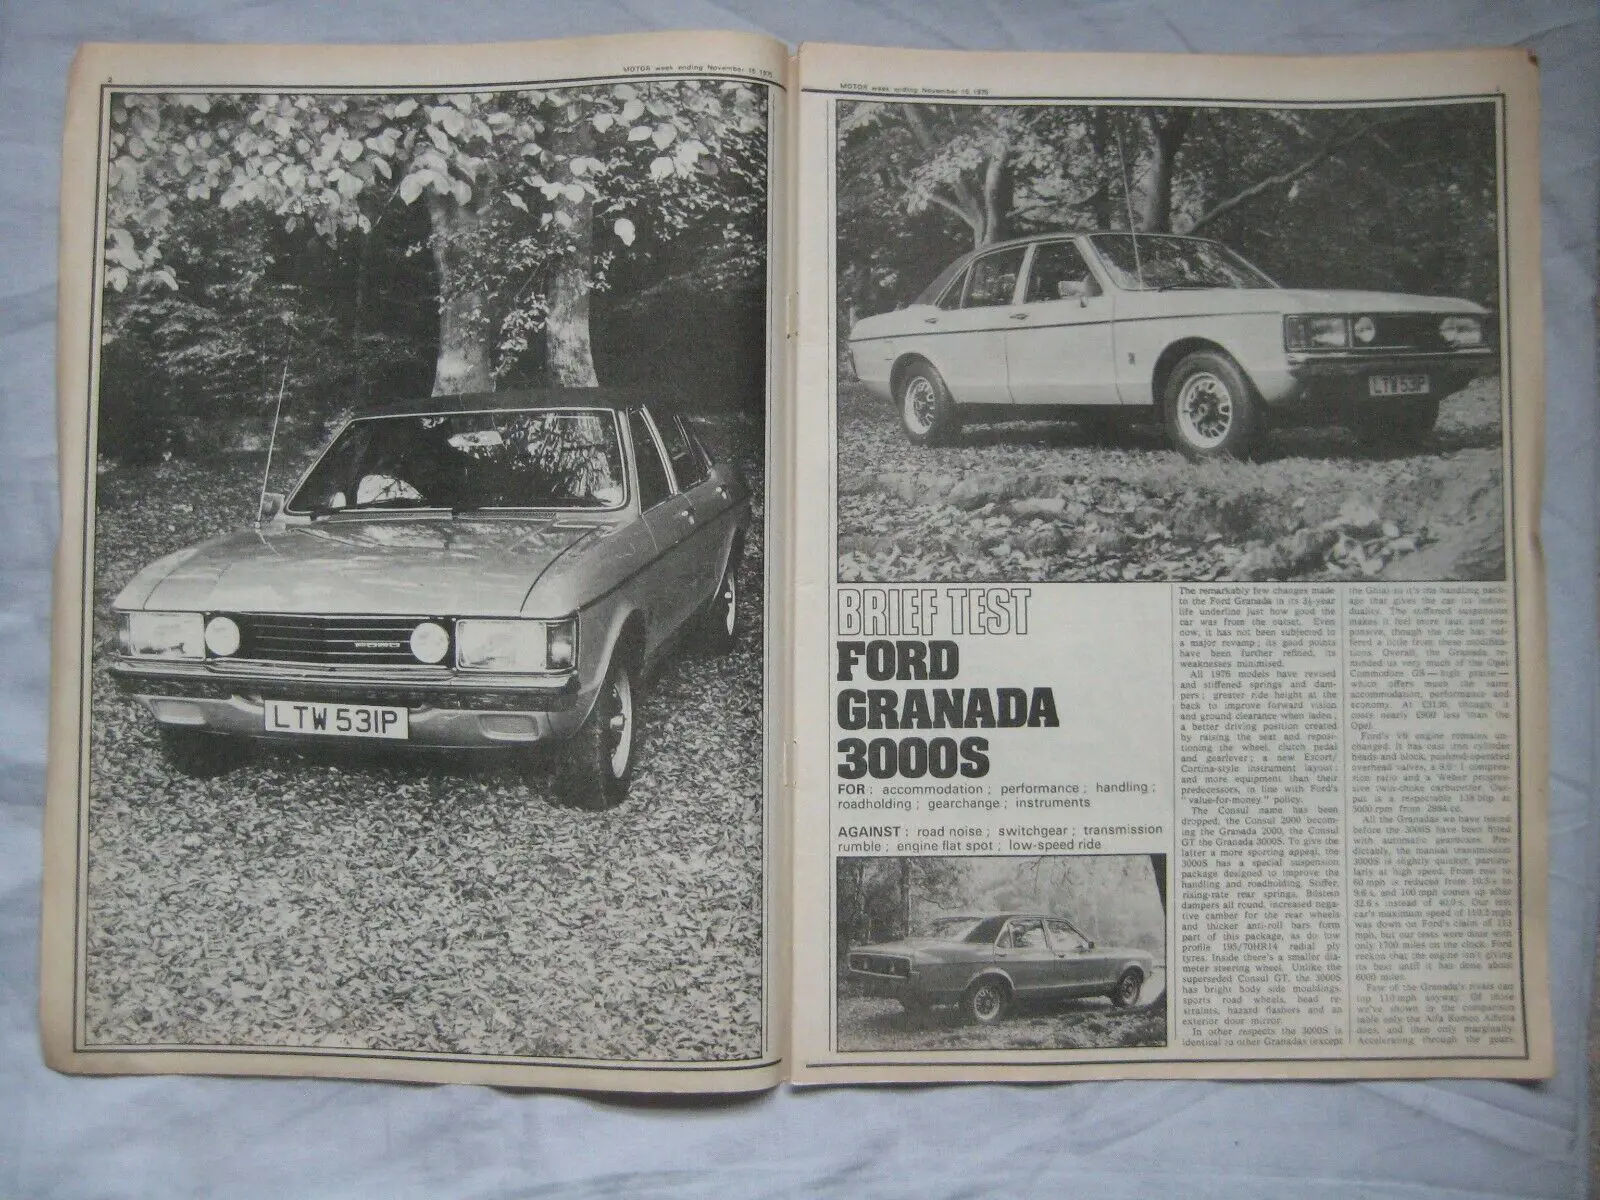 2
MOTOR week ending November 15 1975
FORD
LTW 531P
MOTOR week ending November 15 1975
LTW 531P
BRIEF TEST
FORD
GRANADA
3000S
FOR: accommodation; performance; handling;
roadholding; gearchange; instruments
AGAINST: road noise; switchgear; transmission
rumble; engine flat spot; low-speed ride
The remarkably few changes made
to the Ford Granada in its 3½-year
life underline just how good the
car was from the outset. Even
now, it has not been subjected to
a major revamp; its good points
have been further refined, its
weaknesses minimised.
All 1976 models have revised
and stiffened springs and dam-
pers; greater ride height at the
back to improve forward vision
and ground clearance when laden;
a better driving position created
by raising the seat and reposi-
tioning the wheel, clutch pedal
and gearlever; a new Escort/
Cortina-style instrument layout;
and more equipment than their
predecessors, in line with Ford's
"value-for-money" policy.
The Consul name has been
dropped, the Consul 2000 becom-
ing the Granada 2000, the Consul
GT the Granada 3000S. To give the
latter a more sporting appeal, the
3000S has a special suspension
package designed to improve the
handling and roadholding. Stiffer,
rising-rate rear springs, Bilstein
dampers all round, increased nega-
tive camber for the rear wheels
and thicker anti-roll bars form
part of this package, as do low
profile 195/70HR14 radial ply
tyres. Inside there's a smaller dia-
meter steering wheel. Unlike the
superseded Consul GT, the 3000S
has bright body side mouldings,
sports road wheels, head re-
straints, hazard flashers and an
exterior door mirror.
In other respects the 3000S is
identical to other Granadas (except
the Ghia) so it's the handling pack-
age that gives the car its indivi-
duality. The stiffened suspension
makes it feel more taut and res-
ponsive, though the ride has suf-
fered a little from these modifica-
tions. Overall, the Granada, re-
minded us very much of the Opel
Commodore GS—high praise—
which offers much the same
accommodation, performance and
economy. At though, it
costs nearly £900 less than the
Opel.
Ford's V6 engine remains un-
changed. It has cast iron cylinder
heads and block, pushrod-operated
overhead valves, a compres-
sion ratio and a Weber progres-
sive twin-choke carburetter. Out-
put is a respectable 138 bhp at
5000 rpm from 2994 cc.
All the Granadas we have tested
before the 3000S have been fitted
with automatic gearboxes. Pre-
dictably, the manual transmission
3000S is slightly quicker, particu-
larly at high speed. From rest to
60 mph is reduced from 10.5 s to
9.6 s, and 100 mph comes up after
32.6 s instead of 40.9 s. Our test
car's maximum speed of 110.2 mph
was down on Ford's claim of 113
mph, but our tests were done with
only 1700 miles on the clock. Ford
reckon that the engine isn't giving
its best until it has done about
6000 miles.
Few of the Granada's rivals can
top 110 mph anyway. Of those
we've shown in the comparison
table only the Alfa Romeo Alfetta
does, and then only marginally.
Accelerating through the gears,